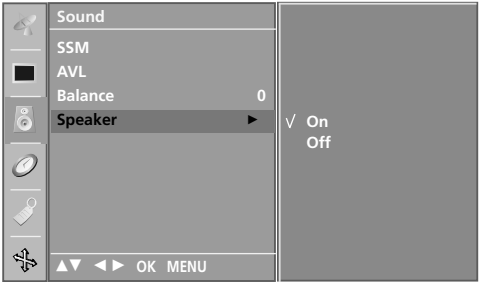 Sound
SSM
AVL
Balance 0
Speaker ►
√ On
Off
▲▼ ◄ ► OK MENU